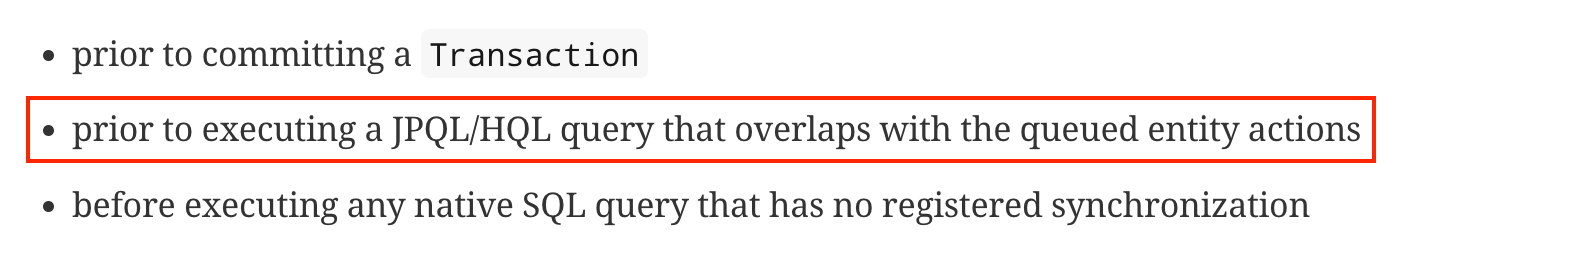 • prior to committing a Transaction
• prior to executing a JPQL/HQL query that overlaps with the queued entity actions
• before executing any native SQL query that has no registered synchronization